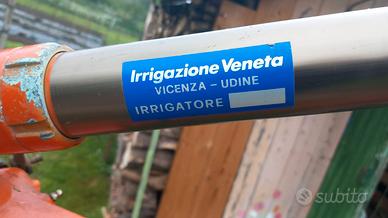 Irrigazione Veneta
VICENZA - UDINE
IRRIGATORE
subito